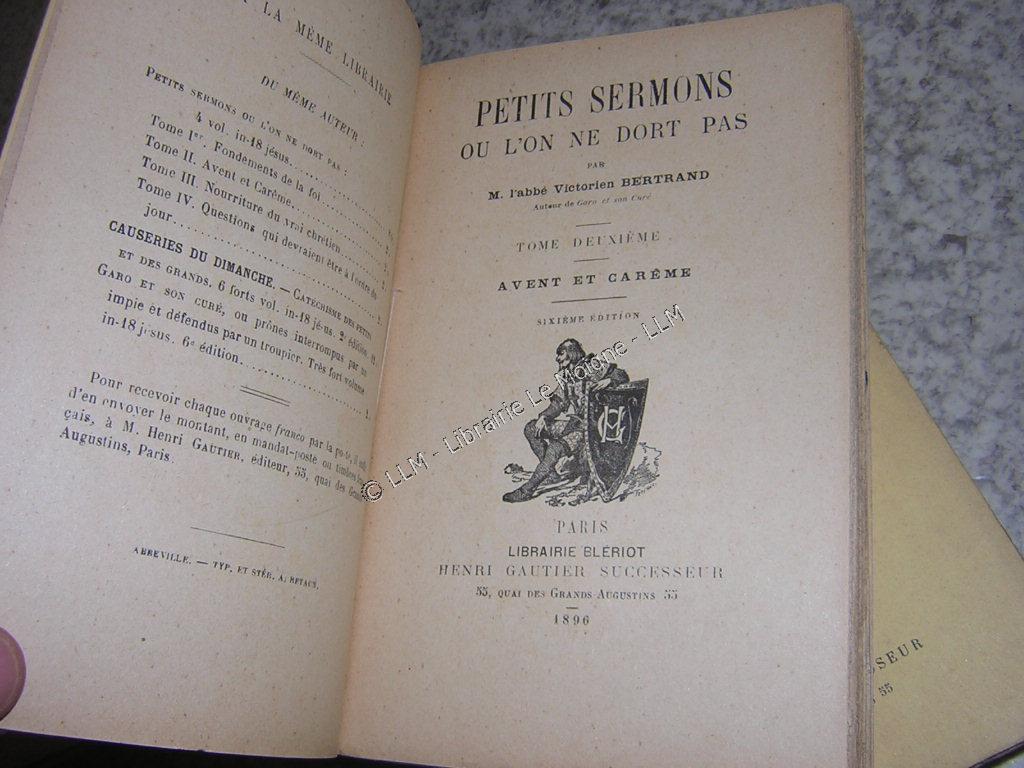 LA MÊME LIBRAIRIE
DU MÊME AUTEUR :
PETITS SERMONS OU L'ON NE DORT PAS :
4 vol. in-18 jésus
Tome Ier. Fondements de la foi
Tome II. Avent et Carême
Tome III. Nourriture du vrai chrétien
Tome IV. Questions qui devraient être à l'ordre du
jour
CAUSERIES DU DIMANCHE. — CATÉCHISME DES PETITS
ET DES GRANDS. 6 forts vol. in-18 jésus. 2e édition
GARO ET SON CURÉ, ou prônes interrompus par un
impie et défendus par un troupier. Très fort volume
in-18 jésus. 6e édition
Pour recevoir chaque ouvrage franco par la poste, il suffit
d'en envoyer le montant, en mandat-poste ou timbres
çais, à M. Henri GAUTIER, éditeur, 55, quai des Grands
Augustins, Paris.
ABBEVILLE. — TYP. ET STÉR. A. RETAUX.
PETITS SERMONS
OU L'ON NE DORT PAS
PAR
M. l'abbé Victorien BERTRAND
Auteur de Garo et son Curé
TOME DEUXIÈME
AVENT ET CARÊME
SIXIÈME ÉDITION
PARIS
LIBRAIRIE BLÉRIOT
HENRI GAUTIER SUCCESSEUR
55, QUAI DES GRANDS AUGUSTINS 55
1896
SSEUR
, 55
© LLM - Librairie Le Moione - LLM